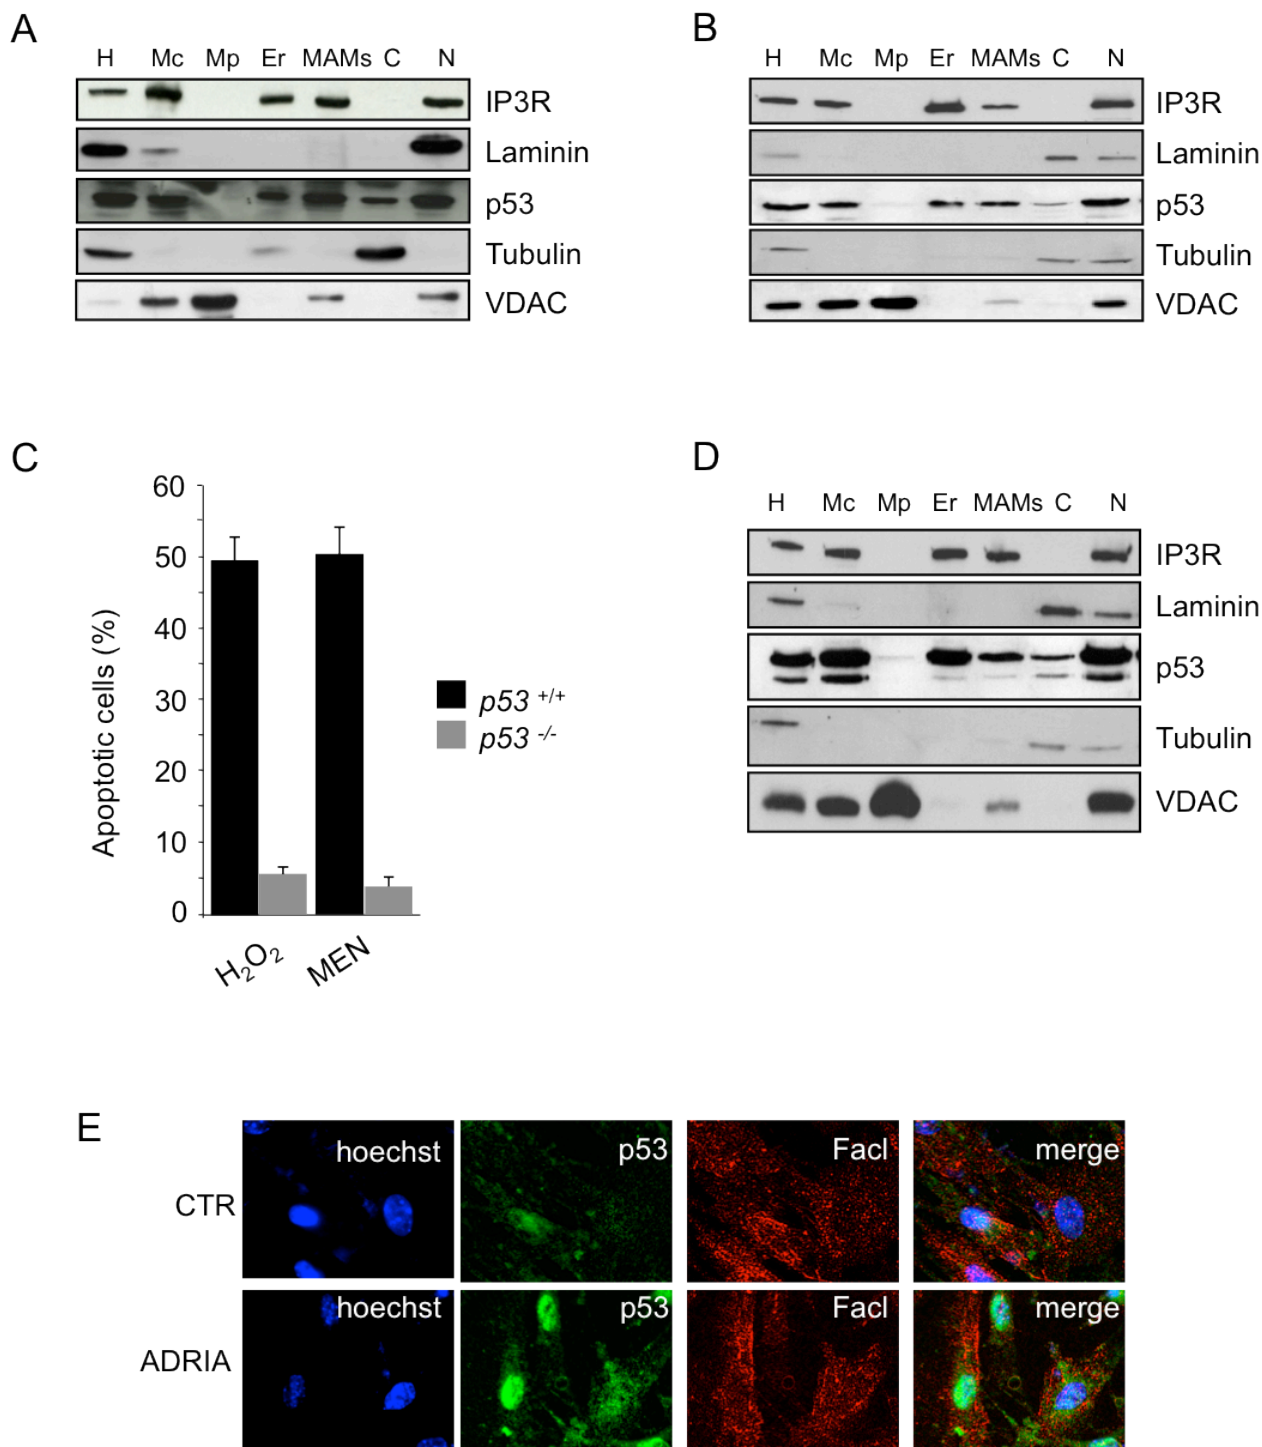 A
H Mc Mp Er MAMs C N
IP3R
Laminin
p53
Tubulin
VDAC
B
H Mc Mp Er MAMs C N
IP3R
Laminin
p53
Tubulin
VDAC
C
60
50
40
30
20
10
0
Apoptotic cells (%)
H2O2
MEN
p53 +/+
p53 -/-
D
H Mc Mp Er MAMs C N
IP3R
Laminin
p53
Tubulin
VDAC
E
CTR
hoechst p53 Facl merge
ADRIA
hoechst p53 Facl merge